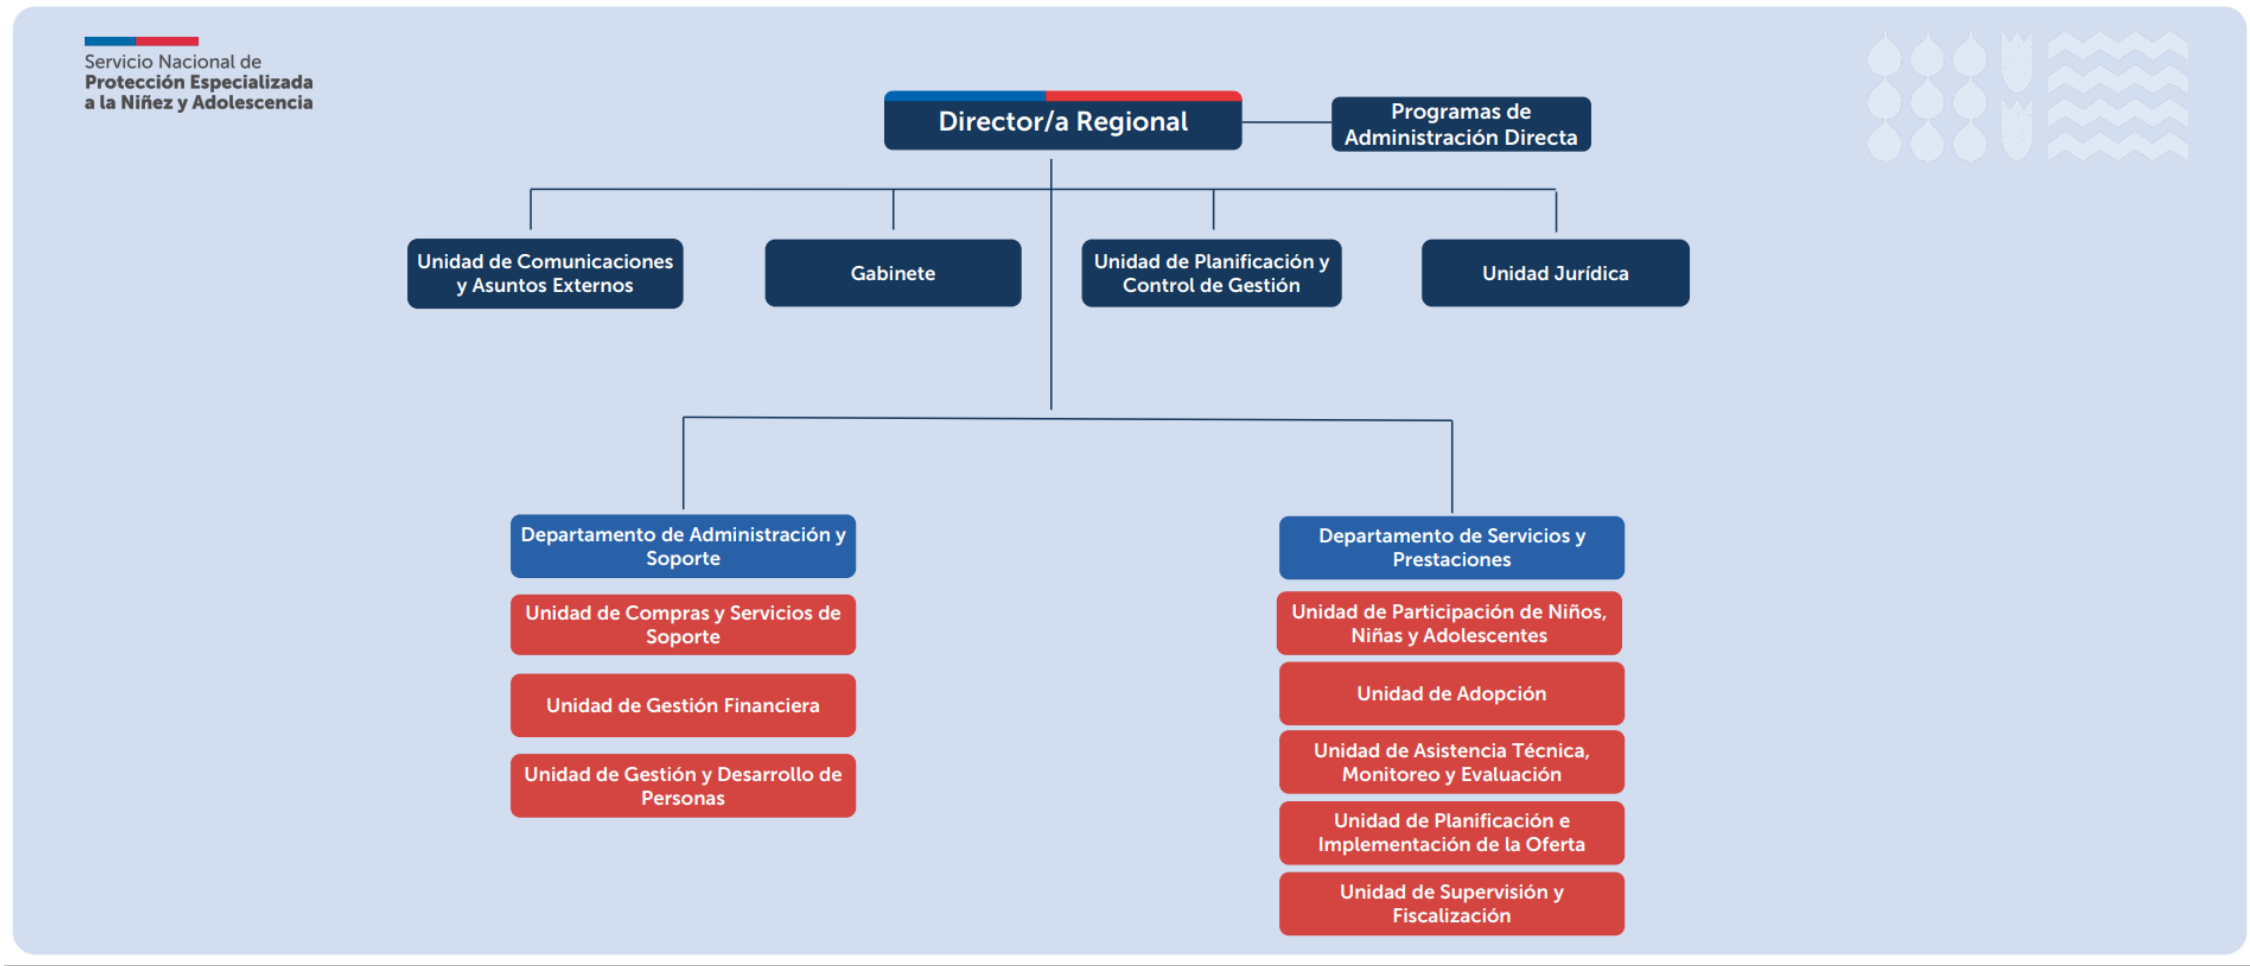 Servicio Nacional de
Protección Especializada
a la Niñez y Adolescencia
Director/a Regional
Programas de
Administración Directa
Unidad de Comunicaciones
y Asuntos Externos
Gabinete
Unidad de Planificación y
Control de Gestión
Unidad Jurídica
Departamento de Administración y
Soporte
Unidad de Compras y Servicios de
Soporte
Unidad de Gestión Financiera
Unidad de Gestión y Desarrollo de
Personas
Departamento de Servicios y
Prestaciones
Unidad de Participación de Niños,
Niñas y Adolescentes
Unidad de Adopción
Unidad de Asistencia Técnica,
Monitoreo y Evaluación
Unidad de Planificación e
Implementación de la Oferta
Unidad de Supervisión y
Fiscalización